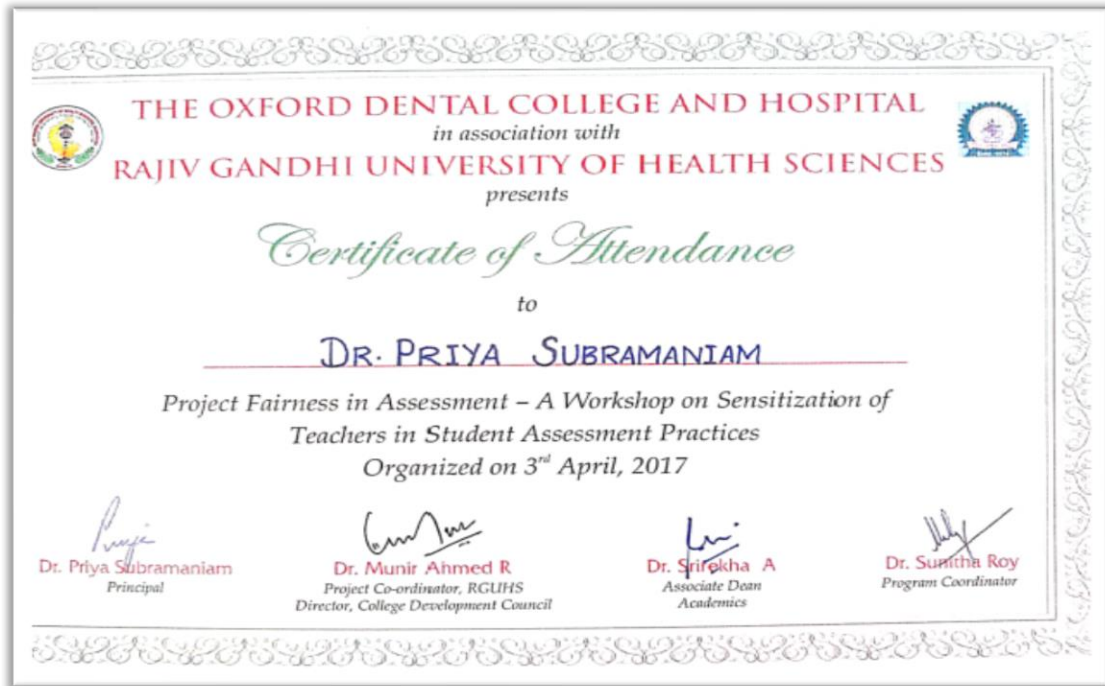 THE OXFORD DENTAL COLLEGE AND HOSPITAL
in association with
RAJIV GANDHI UNIVERSITY OF HEALTH SCIENCES
presents
Certificate of Attendance
to
DR. PRIYA SUBRAMANIAM
Project Fairness in Assessment – A Workshop on Sensitization of
Teachers in Student Assessment Practices
Organized on 3rd April, 2017
Dr. Priya Subramaniam
Principal
Dr. Munir Ahmed R
Project Co-ordinator, RGUHS
Director, College Development Council
Dr. Srirekha A
Associate Dean
Academics
Dr. Sunitha Roy
Program Coordinator